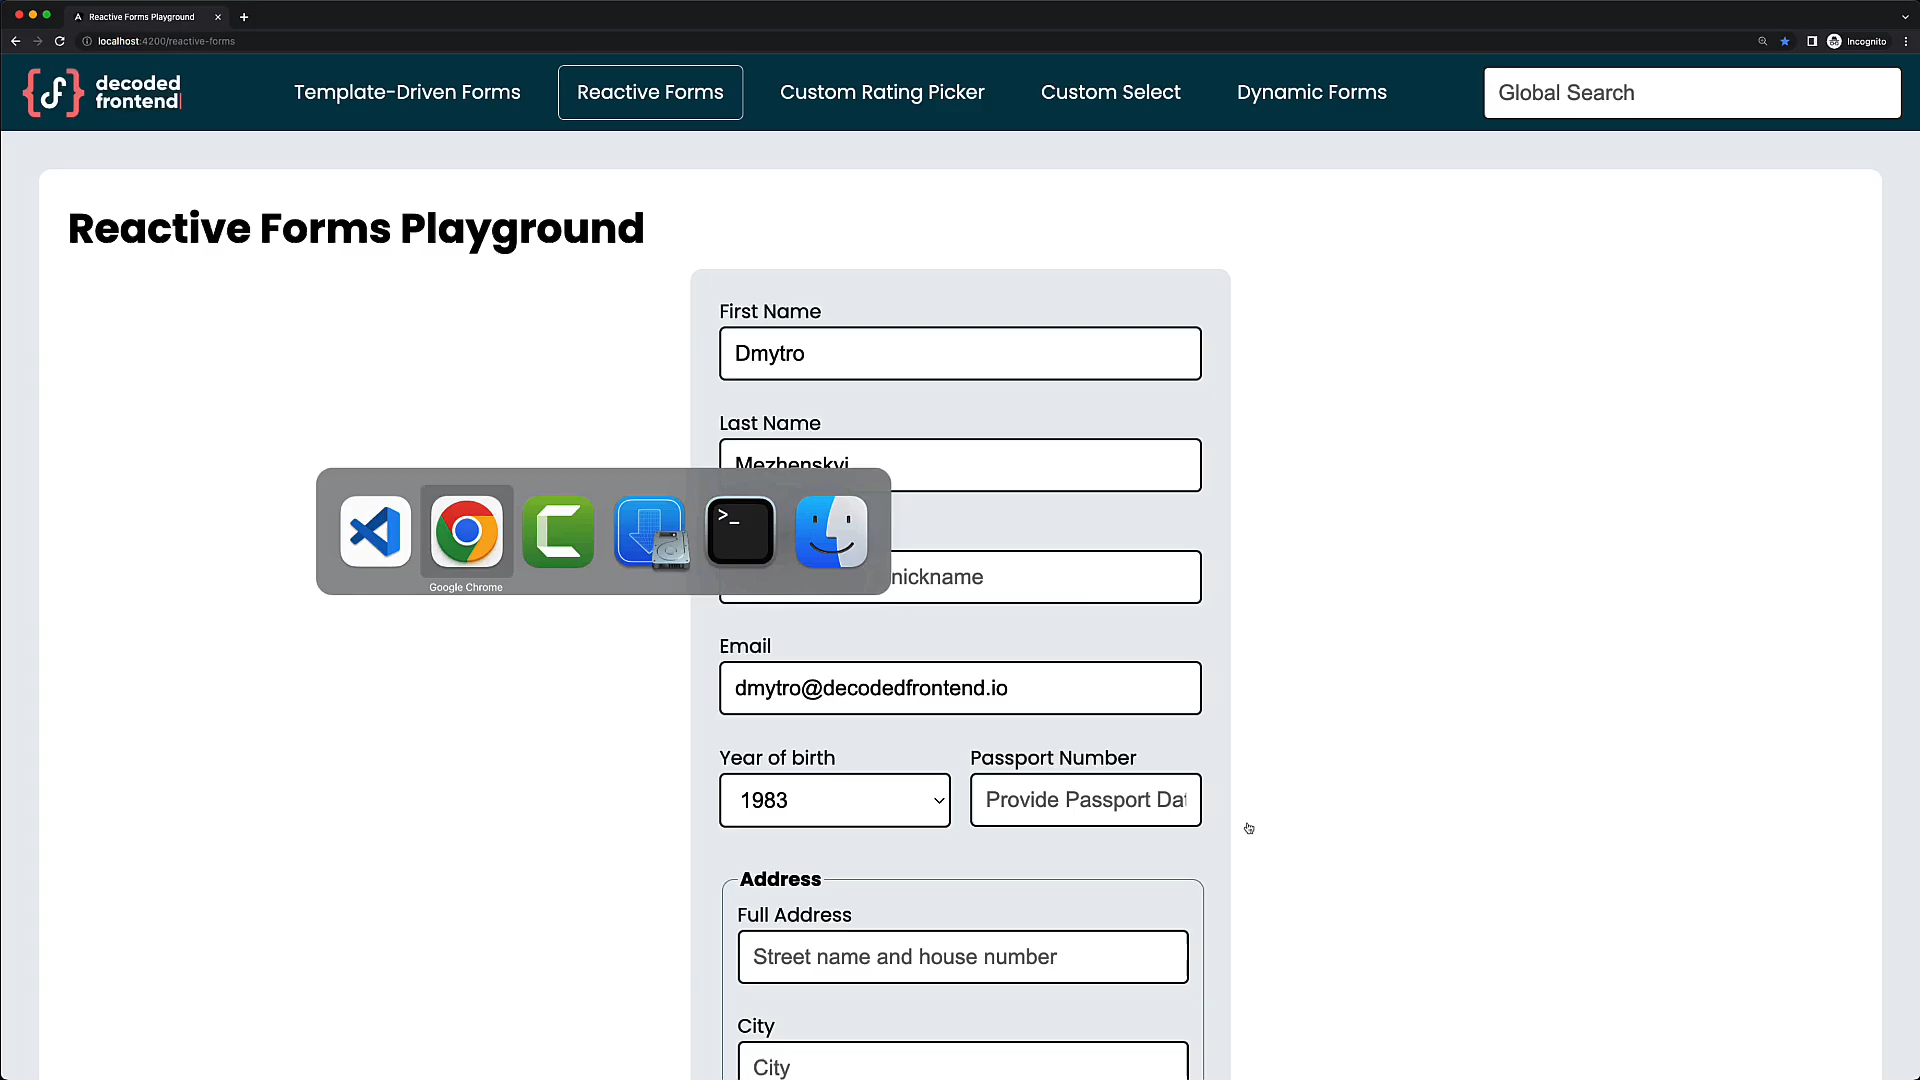 Reactive Forms Playground
localhost:4200/reactive-forms
Incognito
decoded
frontend
Template-Driven Forms
Reactive Forms
Custom Rating Picker
Custom Select
Dynamic Forms
Global Search
Reactive Forms Playground
First Name
Dmytro
Last Name
Mezhenskyi
nickname
Google Chrome
Email
dmytro@decodedfrontend.io
Year of birth
Passport Number
1983
Provide Passport Dat
Address
Full Address
Street name and house number
City
City